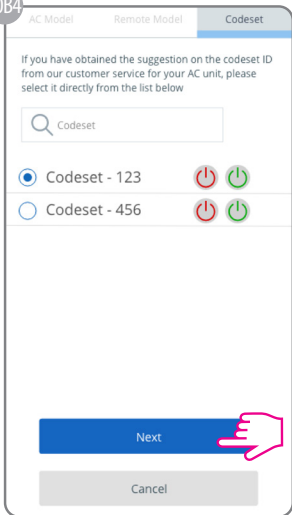 0B4
AC Model Remote Model Codeset
If you have obtained the suggestion on the codeset ID
from our customer service for your AC unit, please
select it directly from the list below
Codeset
Codeset - 123
Codeset - 456
Next
Cancel